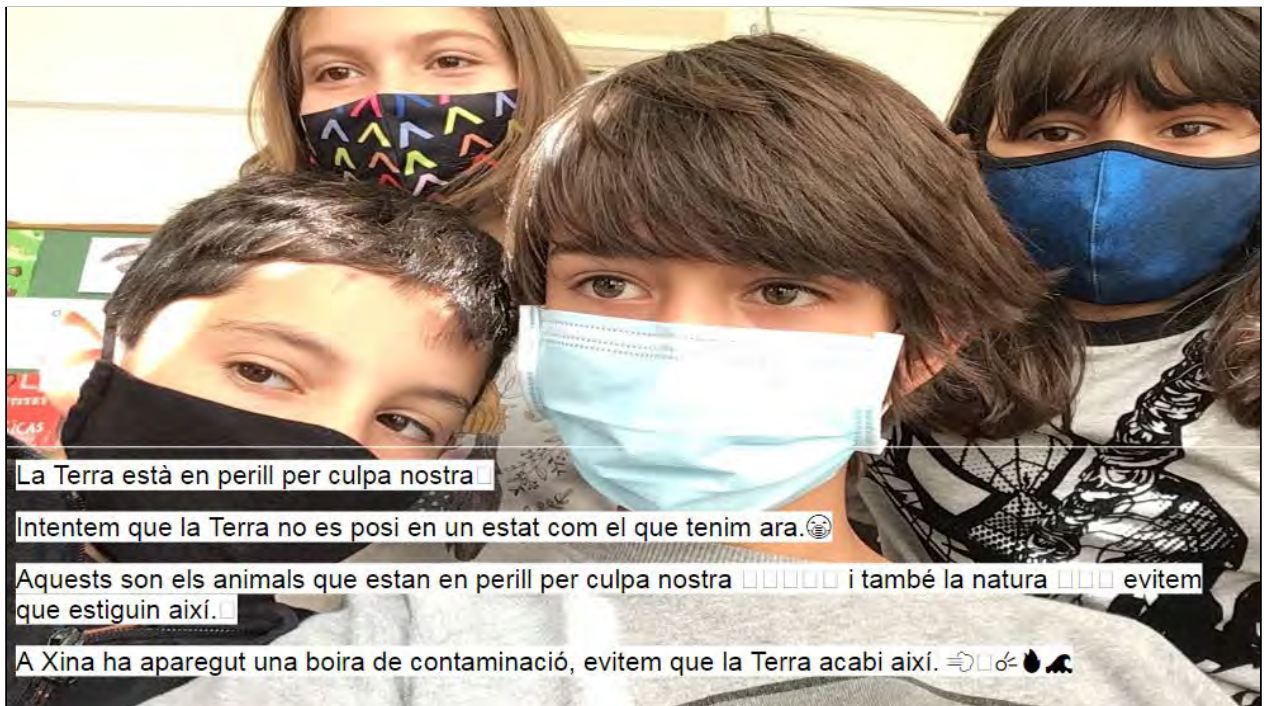 La Terra està en perill per culpa nostra□
Intentem que la Terra no es posi en un estat com el que tenim ara.😭
Aquests son els animals que estan en perill per culpa nostra □□□□□ i també la natura □□□ evitem
que estiguin així.□
A Xina ha aparegut una boira de contaminació, evitem que la Terra acabi així. 💨□☄🔥🌊